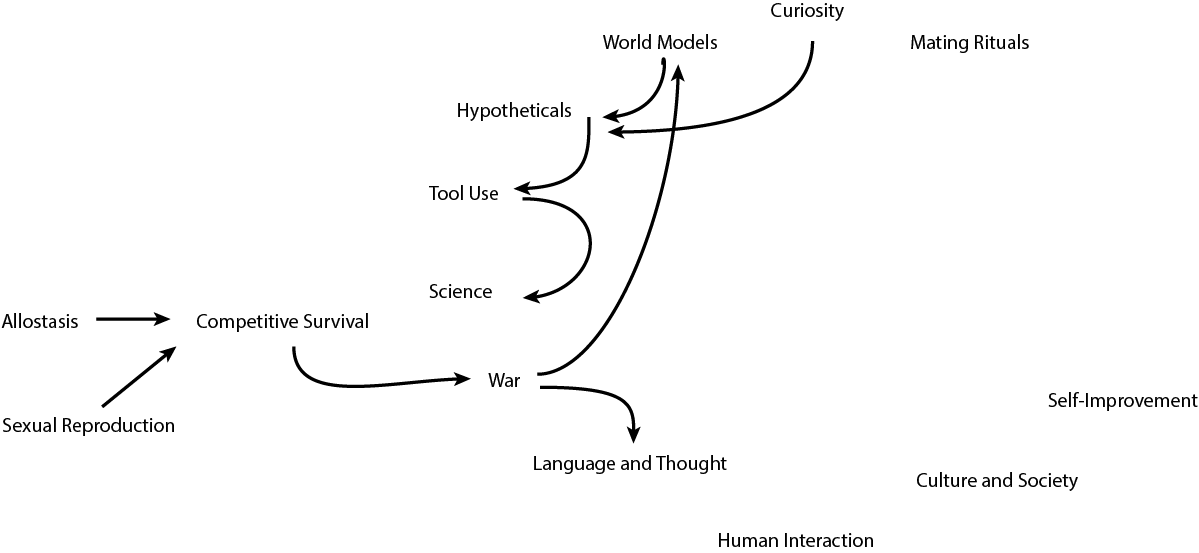 Curiosity
World Models
Mating Rituals
Hypotheticals
Tool Use
Science
Allostasis
Competitive Survival
War
Self-Improvement
Sexual Reproduction
Language and Thought
Culture and Society
Human Interaction